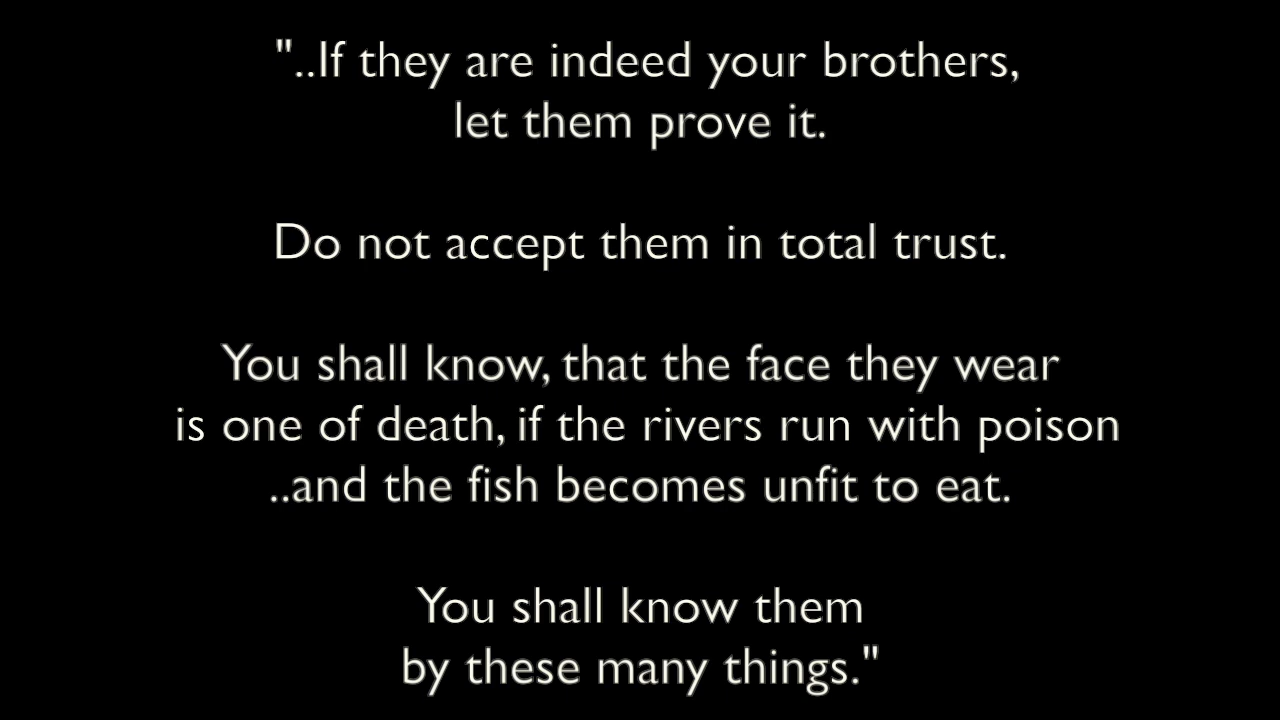 "..If they are indeed your brothers,
let them prove it.
Do not accept them in total trust.
You shall know, that the face they wear
is one of death, if the rivers run with poison
..and the fish becomes unfit to eat.
You shall know them
by these many things."